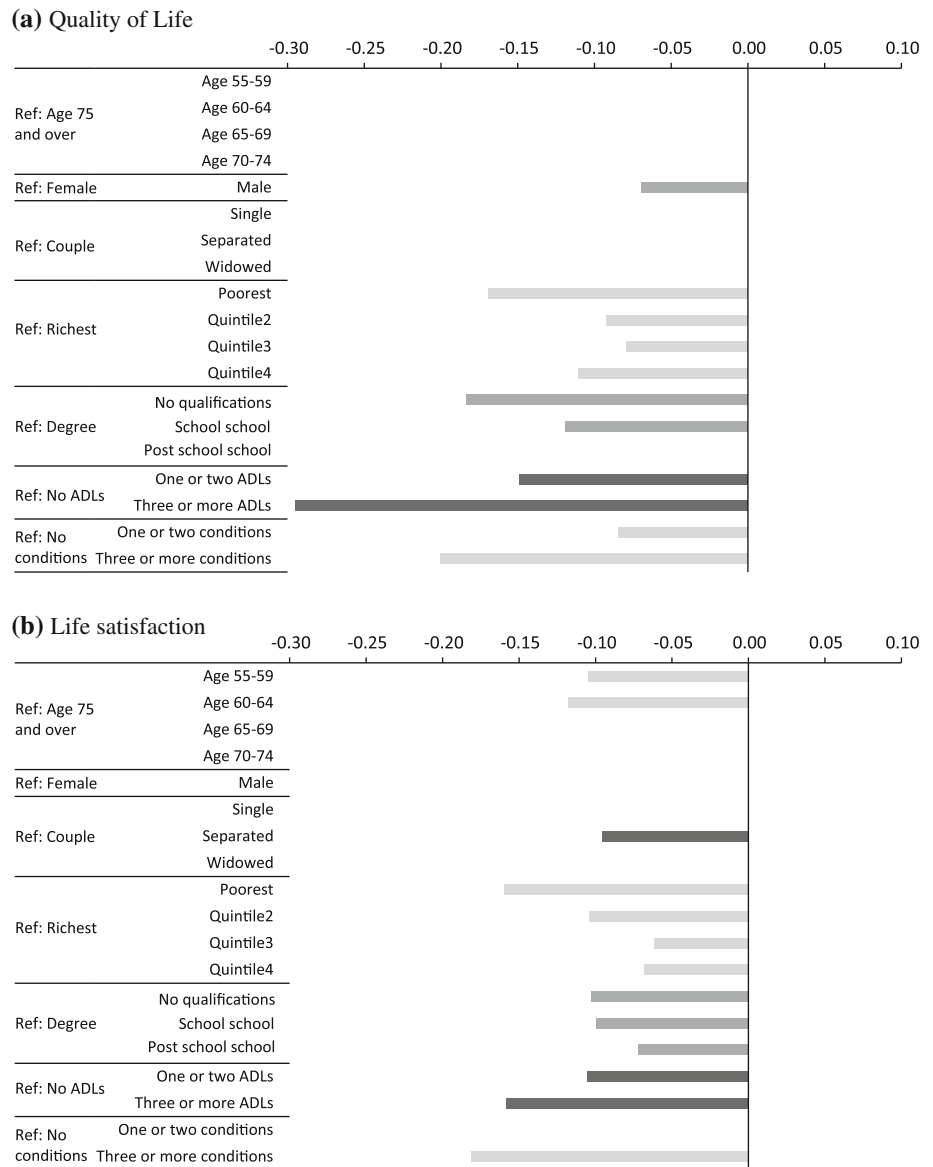 (a) Quality of Life
-0.30 -0.25 -0.20 -0.15 -0.10 -0.05 0.00 0.05 0.10
Ref: Age 75
and over
Age 55-59
Age 60-64
Age 65-69
Age 70-74
Ref: Female
Male
Ref: Couple
Single
Separated
Widowed
Ref: Richest
Poorest
Quintile2
Quintile3
Quintile4
Ref: Degree
No qualifications
School school
Post school school
Ref: No ADLs
One or two ADLs
Three or more ADLs
Ref: No
conditions
One or two conditions
Three or more conditions
(b) Life satisfaction
-0.30 -0.25 -0.20 -0.15 -0.10 -0.05 0.00 0.05 0.10
Ref: Age 75
and over
Age 55-59
Age 60-64
Age 65-69
Age 70-74
Ref: Female
Male
Ref: Couple
Single
Separated
Widowed
Ref: Richest
Poorest
Quintile2
Quintile3
Quintile4
Ref: Degree
No qualifications
School school
Post school school
Ref: No ADLs
One or two ADLs
Three or more ADLs
Ref: No
conditions
One or two conditions
Three or more conditions